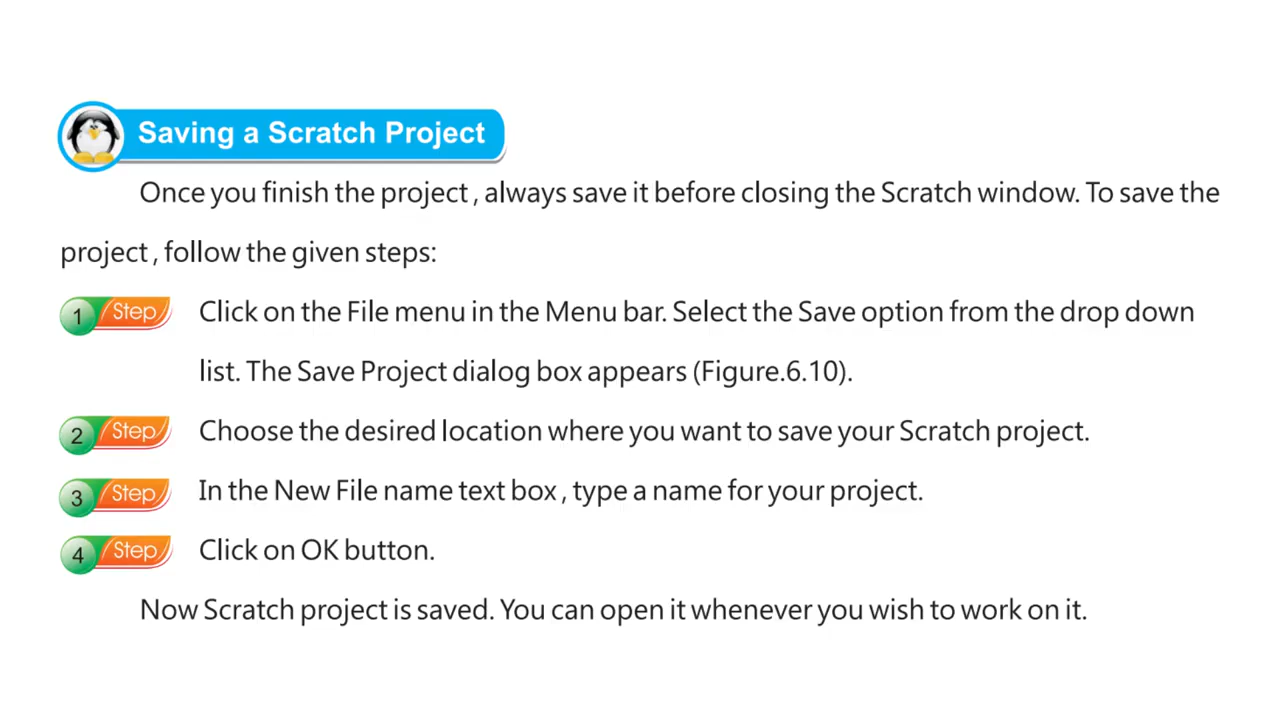 Saving a Scratch Project
Once you finish the project , always save it before closing the Scratch window. To save the
project , follow the given steps:
1 Step Click on the File menu in the Menu bar. Select the Save option from the drop down
list. The Save Project dialog box appears (Figure.6.10).
2 Step Choose the desired location where you want to save your Scratch project.
3 Step In the New File name text box , type a name for your project.
4 Step Click on OK button.
Now Scratch project is saved. You can open it whenever you wish to work on it.